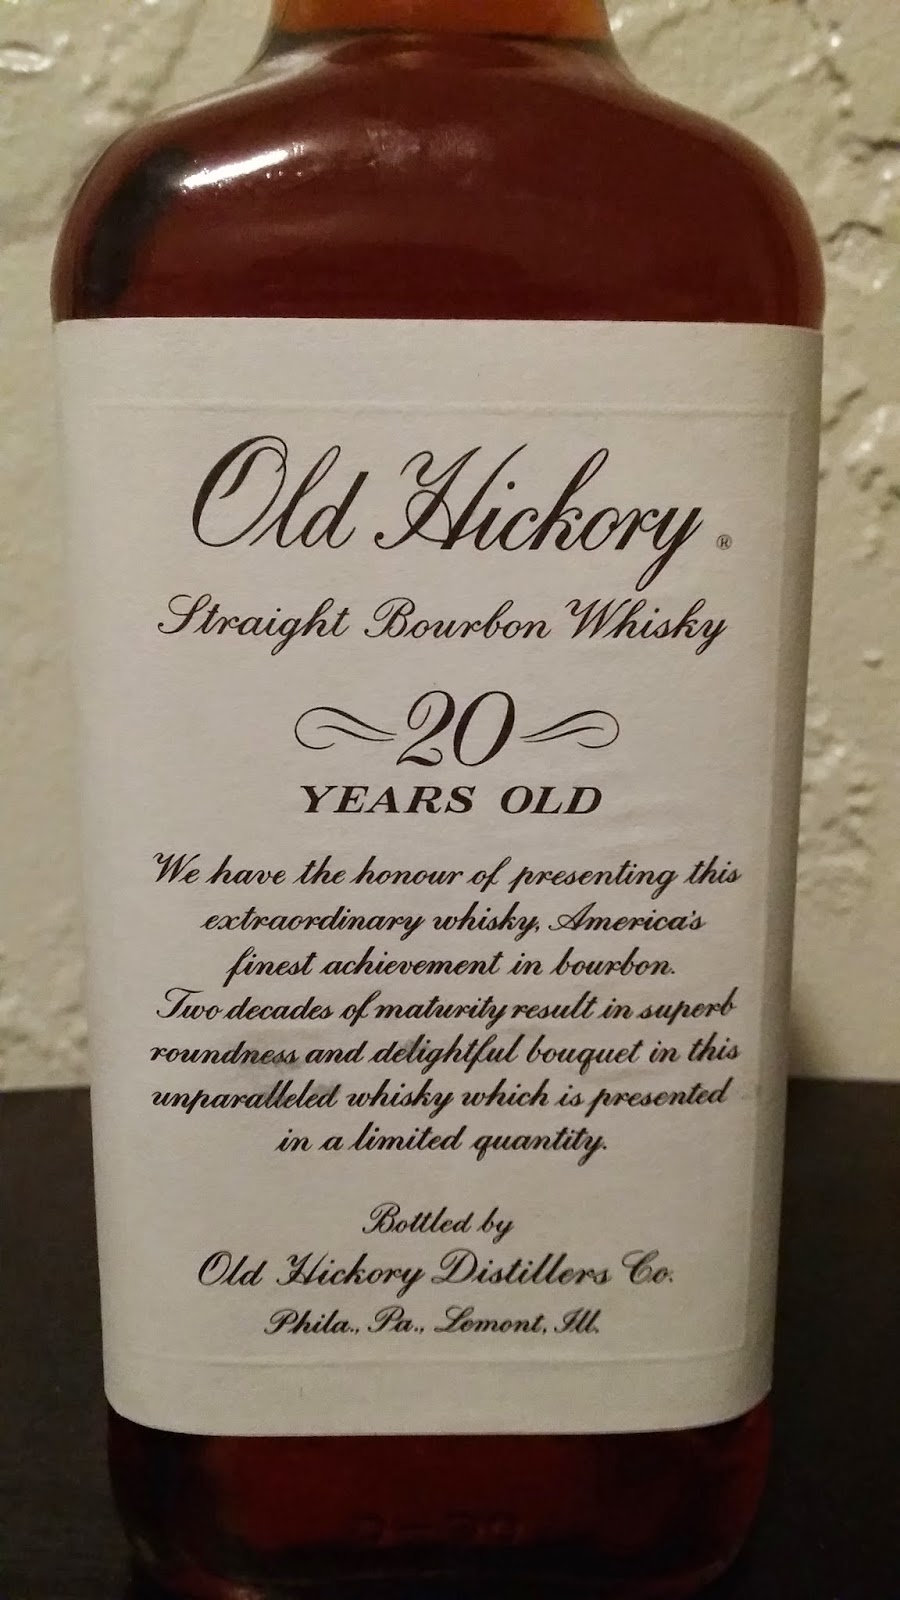 Old Hickory ®
Straight Bourbon Whisky
20
YEARS OLD
We have the honour of presenting this
extraordinary whisky, America's
finest achievement in bourbon.
Two decades of maturity result in superb
roundness and delightful bouquet in this
unparalleled whisky which is presented
in a limited quantity.
Bottled by
Old Hickory Distillers Co.
Phila., Pa., Lemont, Ill.